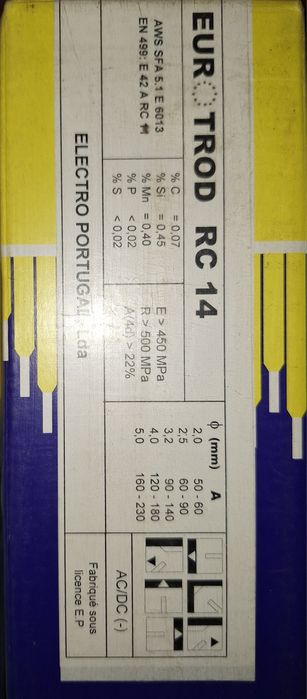 EUROTROD RC 14
AWS SFA 5.1 E 6013
EN 499: E 42 A RC 11
% C = 0,07
% Si = 0,45
% Mn = 0,40
% P < 0,02
% S < 0,02
E > 450 MPa
R > 500 MPa
A(4d) > 22%
ϕ (mm) A
2,0 50 - 60
2,5 60 - 90
3,2 90 - 140
4,0 120 - 180
5,0 160 - 230
AC/DC (-)
ELECTRO PORTUGAL, Lda
Fabriqué sous
licence E.P